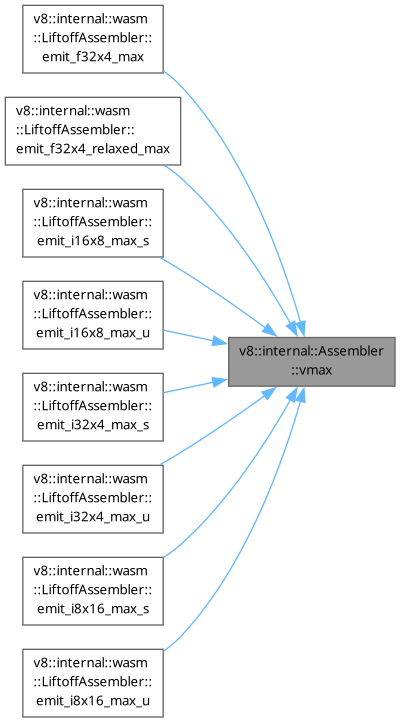 v8::internal::wasm
::LiftoffAssembler::
emit_f32x4_max
v8::internal::wasm
::LiftoffAssembler::
emit_f32x4_relaxed_max
v8::internal::wasm
::LiftoffAssembler::
emit_i16x8_max_s
v8::internal::wasm
::LiftoffAssembler::
emit_i16x8_max_u
v8::internal::Assembler
::vmax
v8::internal::wasm
::LiftoffAssembler::
emit_i32x4_max_s
v8::internal::wasm
::LiftoffAssembler::
emit_i32x4_max_u
v8::internal::wasm
::LiftoffAssembler::
emit_i8x16_max_s
v8::internal::wasm
::LiftoffAssembler::
emit_i8x16_max_u